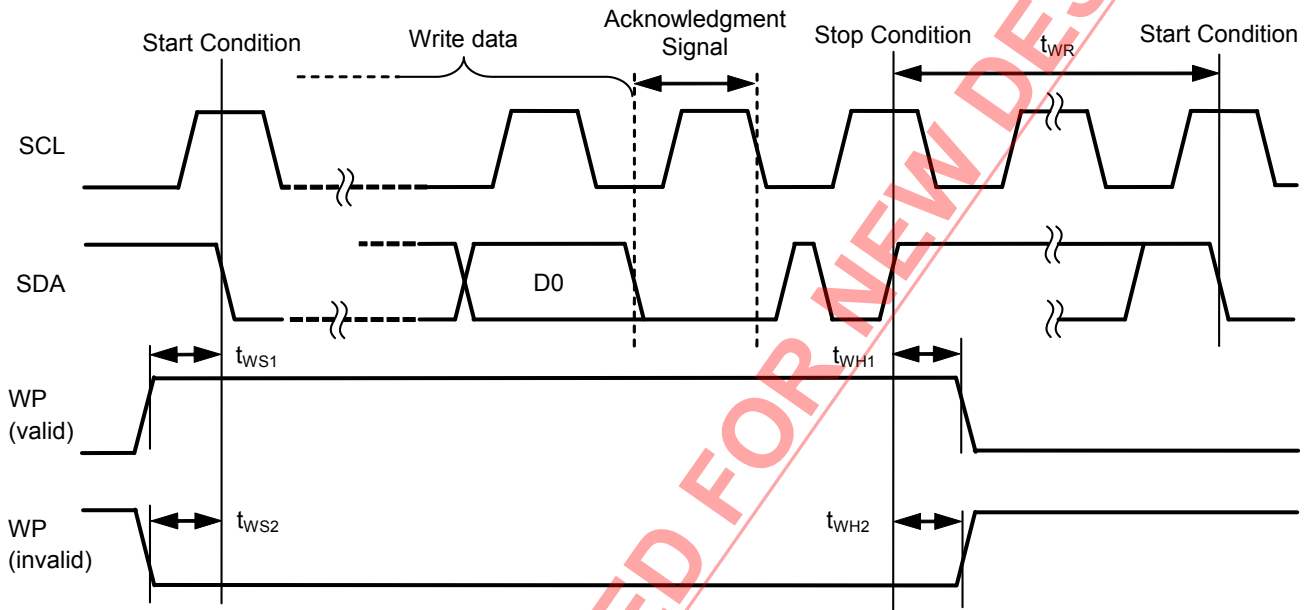 Acknowledgment
Signal
Start Condition
Write data
Stop Condition
tWR
Start Condition
SCL
SDA
D0
tWS1
tWH1
WP
(valid)
tWS2
tWH2
WP
(invalid)
ED FOR NEW DES